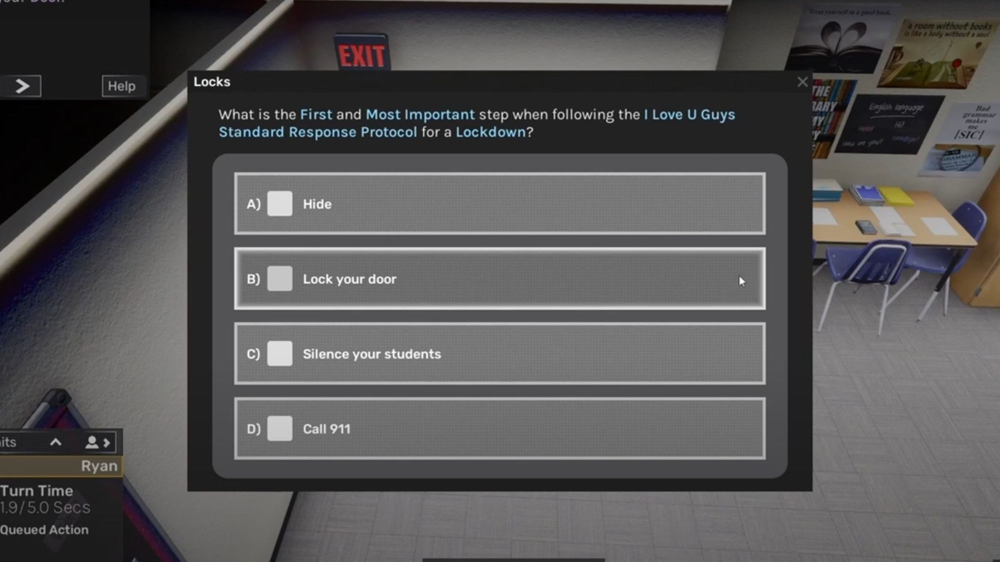 EXIT
Help
Locks
What is the First and Most Important step when following the I Love U Guys
Standard Response Protocol for a Lockdown?
A) Hide
B) Lock your door
C) Silence your students
D) Call 911
Treat yourself to a good book.
a room without books
is like a body without a soul
THE
English language
Hello!
Hi!
How are you?
Goodbye!
Bad
grammar
makes
me
[SIC]
GRAMMAR
Ryan
Turn Time
1.9/5.0 Secs
Queued Action